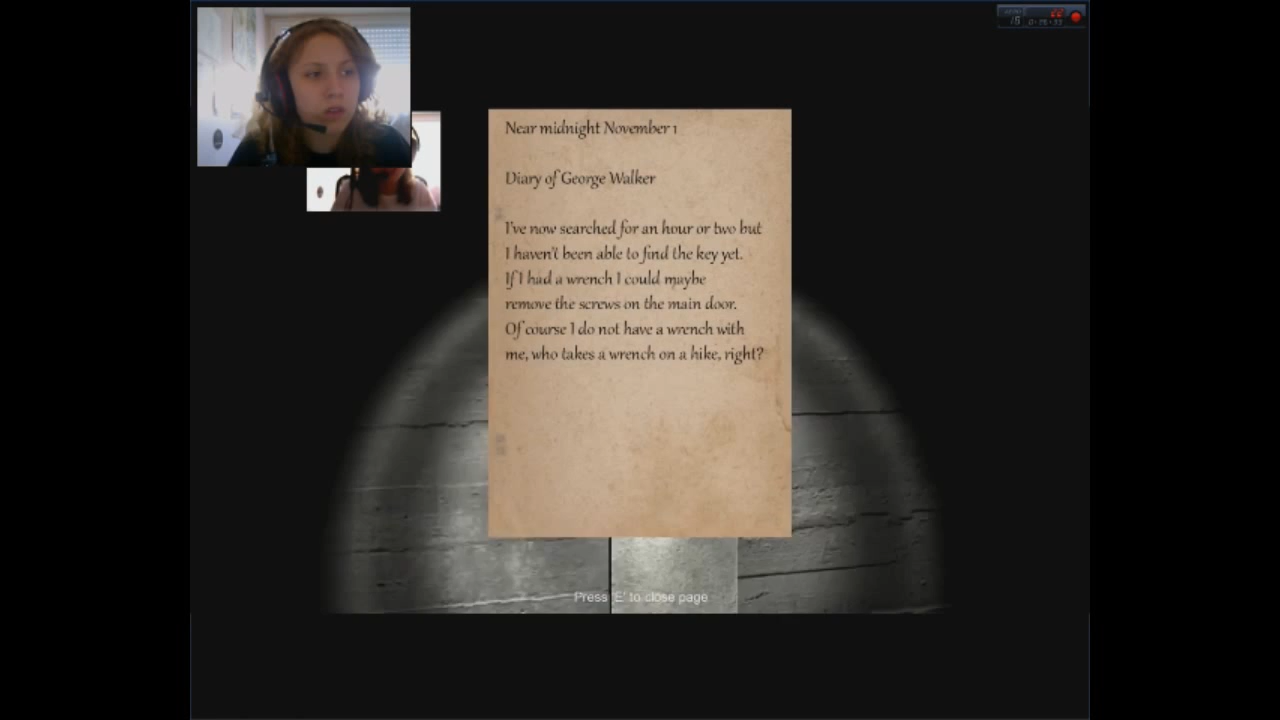 Near midnight November 1
Diary of George Walker
I've now searched for an hour or two but
I haven't been able to find the key yet.
If I had a wrench I could maybe
remove the screws on the main door.
Of course I do not have a wrench with
me, who takes a wrench on a hike, right?
Press 'E' to close page